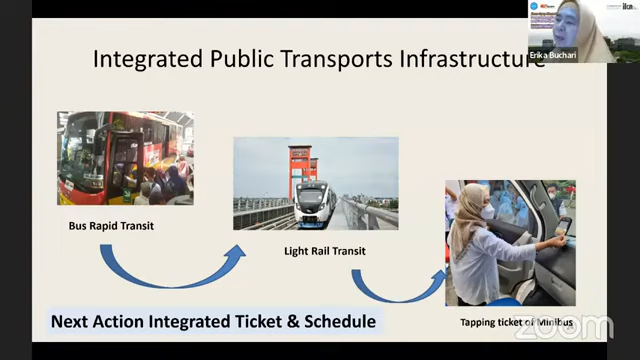 Integrated Public Transports Infrastructure
Erika Buchari
Bus Rapid Transit
Light Rail Transit
Tapping ticket of Minibus
Next Action Integrated Ticket & Schedule
zoom